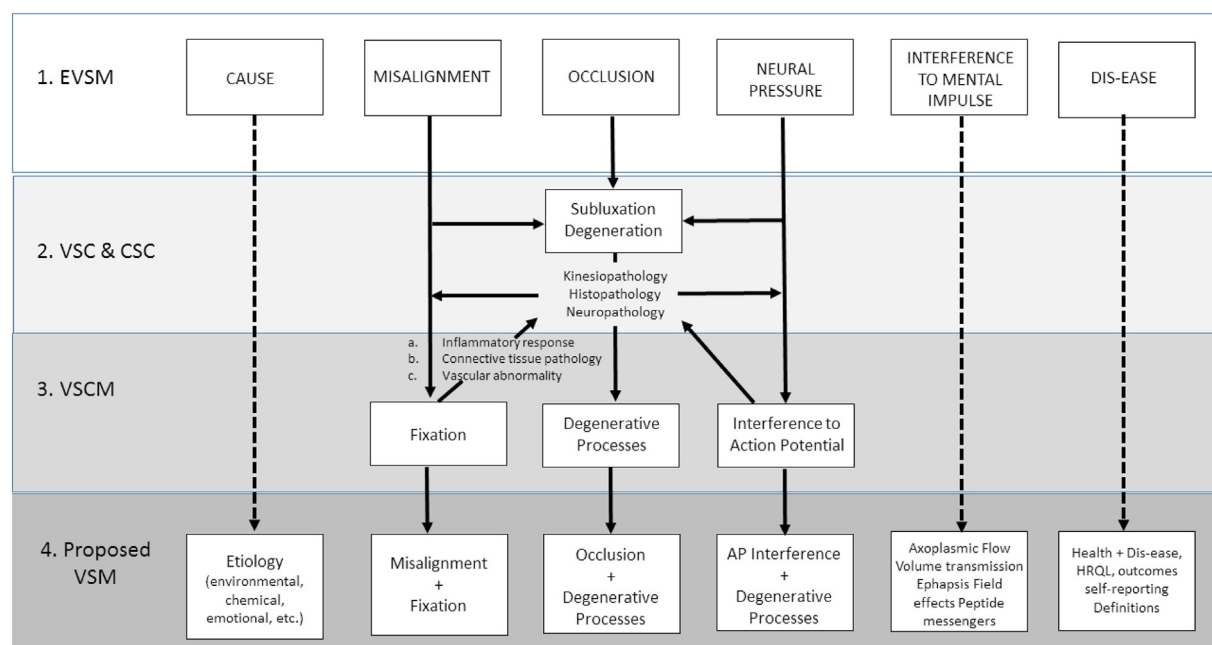 1. EVSM
CAUSE
MISALIGNMENT
OCCLUSION
NEURAL
PRESSURE
INTERFERENCE
TO MENTAL
IMPULSE
DIS-EASE
2. VSC & CSC
Subluxation
Degeneration
Kinesiopathology
Histopathology
Neuropathology
3. VSCM
a. Inflammatory response
b. Connective tissue pathology
c. Vascular abnormality
Fixation
Degenerative
Processes
Interference to
Action Potential
4. Proposed
VSM
Etiology
(environmental,
chemical,
emotional, etc.)
Misalignment
+
Fixation
Occlusion
+
Degenerative
Processes
AP Interference
+
Degenerative
Processes
Axoplasmic Flow
Volume transmission
Ephapsis Field
effects Peptide
messengers
Health + Dis-ease,
HRQL, outcomes
self-reporting
Definitions